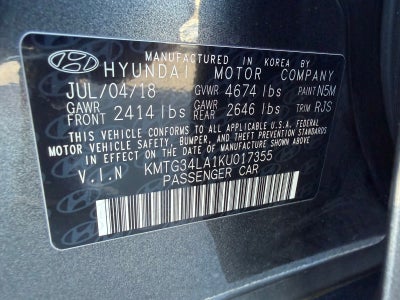 MANUFACTURED IN KOREA BY
HYUNDAI MOTOR COMPANY
JUL/04/18 GVWR 4674 lbs PAINT N5M
GAWR FRONT 2414 lbs GAWR REAR 2646 lbs TRIM RJS
THIS VEHICLE CONFORMS TO ALL APPLICABLE U.S. FEDERAL
MOTOR VEHICLE SAFETY, BUMPER, AND THEFT PREVENTION STANDARDS
IN EFFECT ON THE DATE OF MANUFACTURE SHOWN ABOVE
V.I.N KMTG34LA1KU017355
PASSENGER CAR